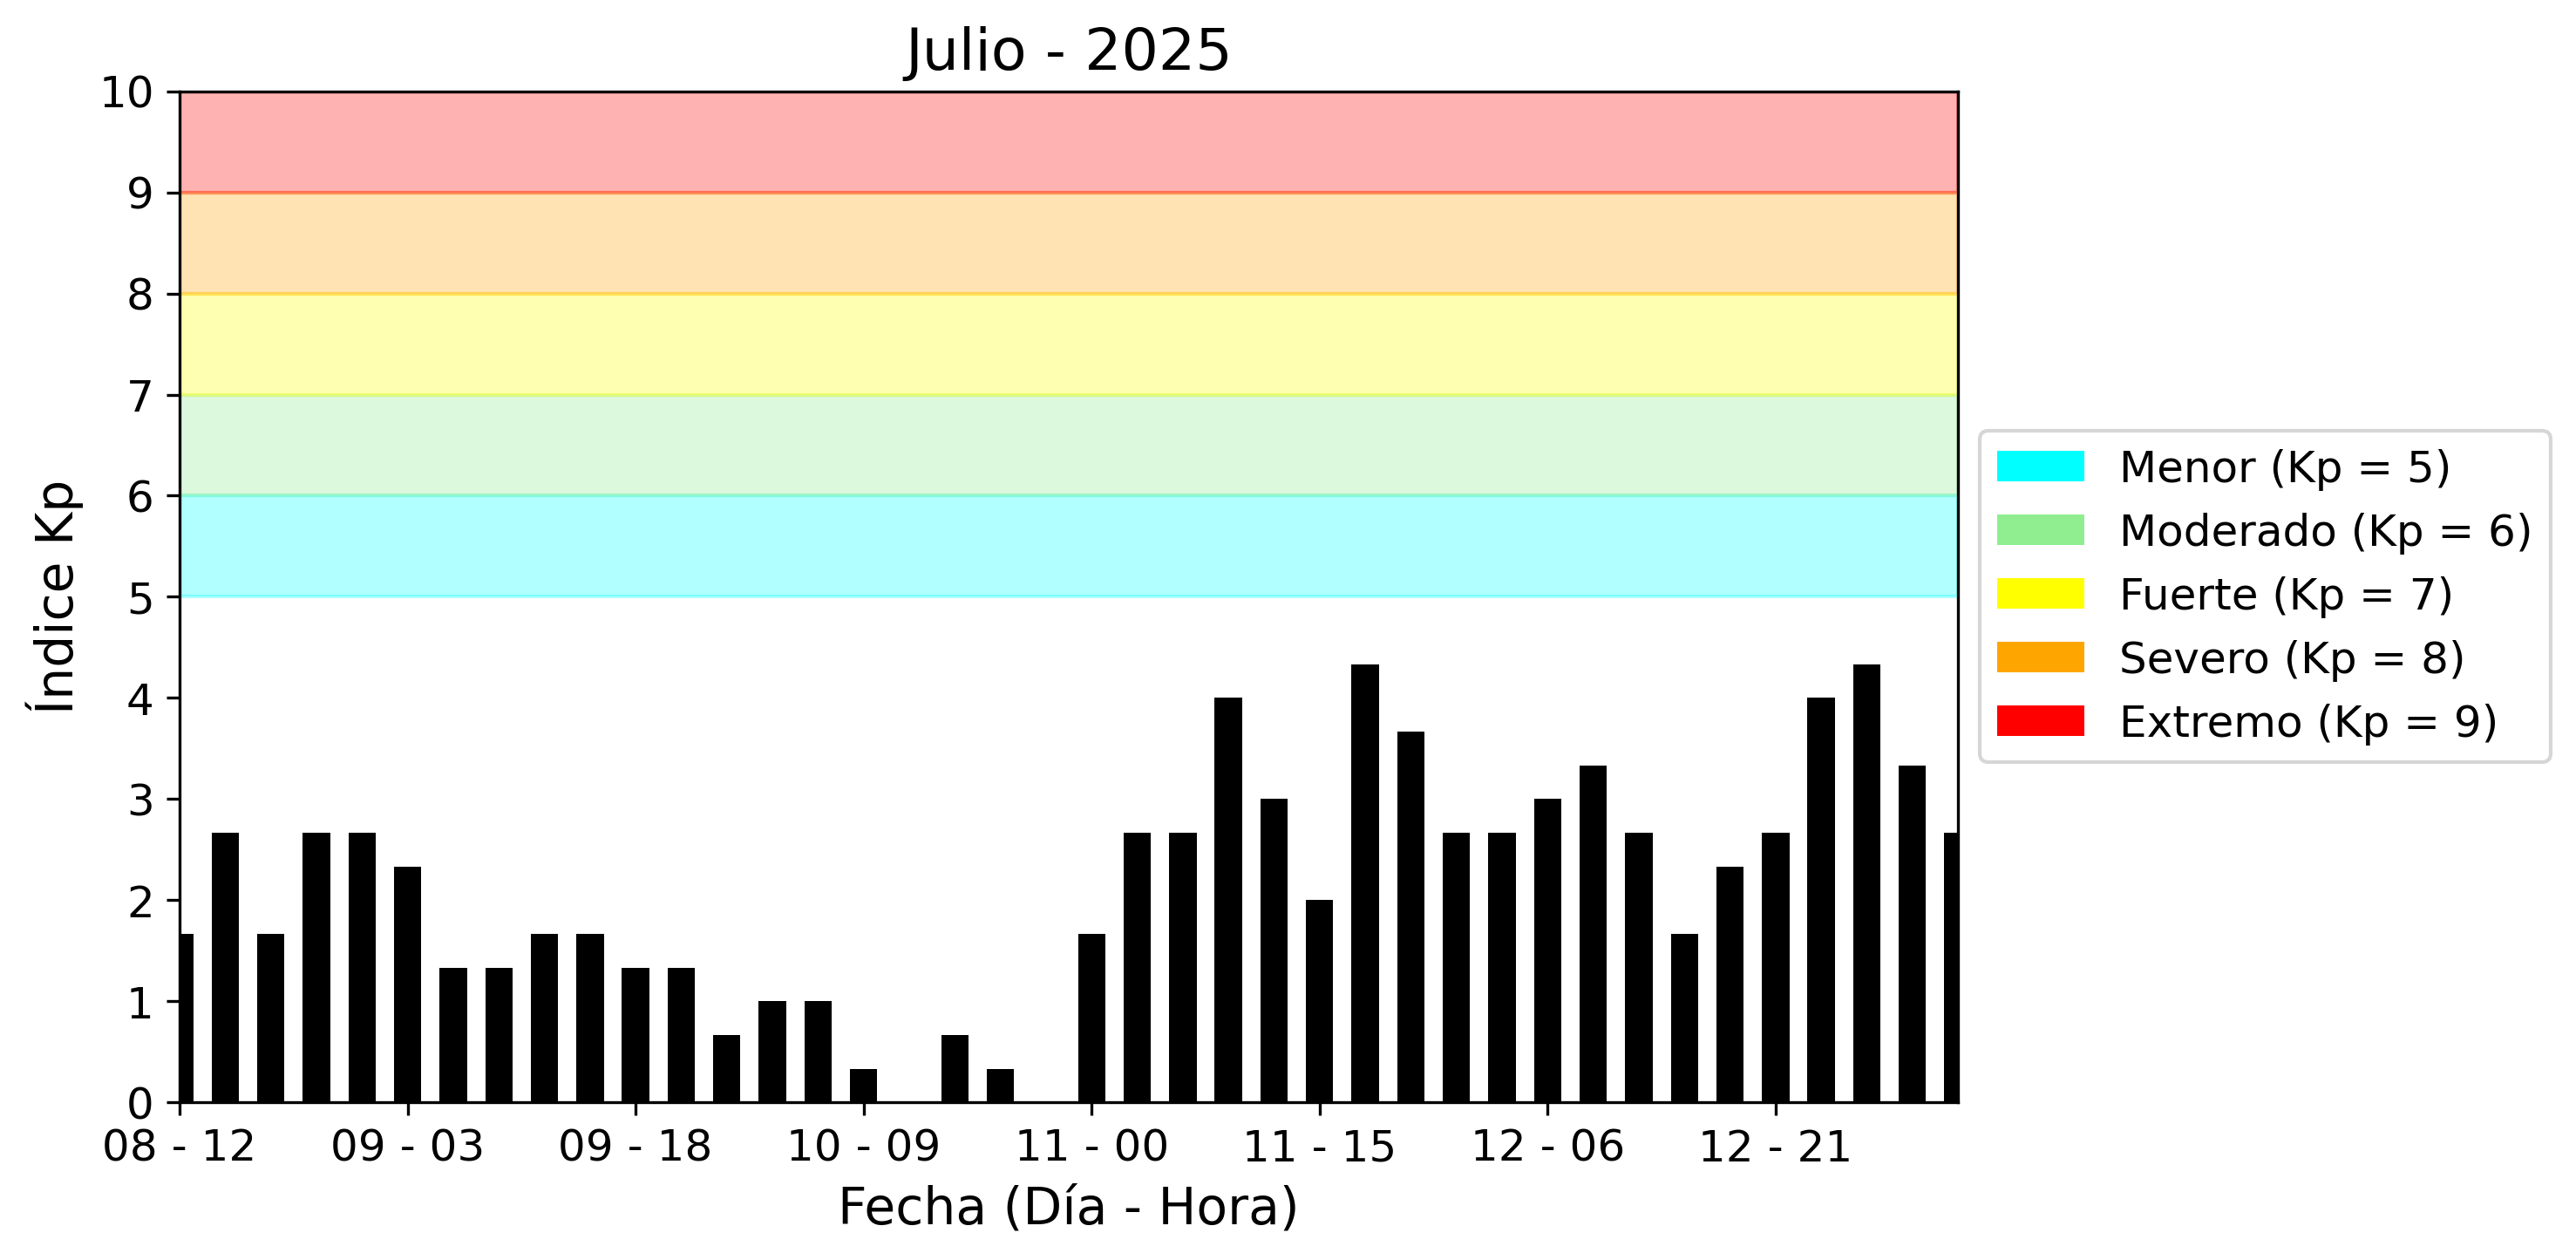 Julio - 2025
10
9
8
7
6
5
4
3
2
1
0
Índice Kp
08 - 12
09 - 03
09 - 18
10 - 09
11 - 00
11 - 15
12 - 06
12 - 21
Fecha (Día - Hora)
Menor (Kp = 5)
Moderado (Kp = 6)
Fuerte (Kp = 7)
Severo (Kp = 8)
Extremo (Kp = 9)